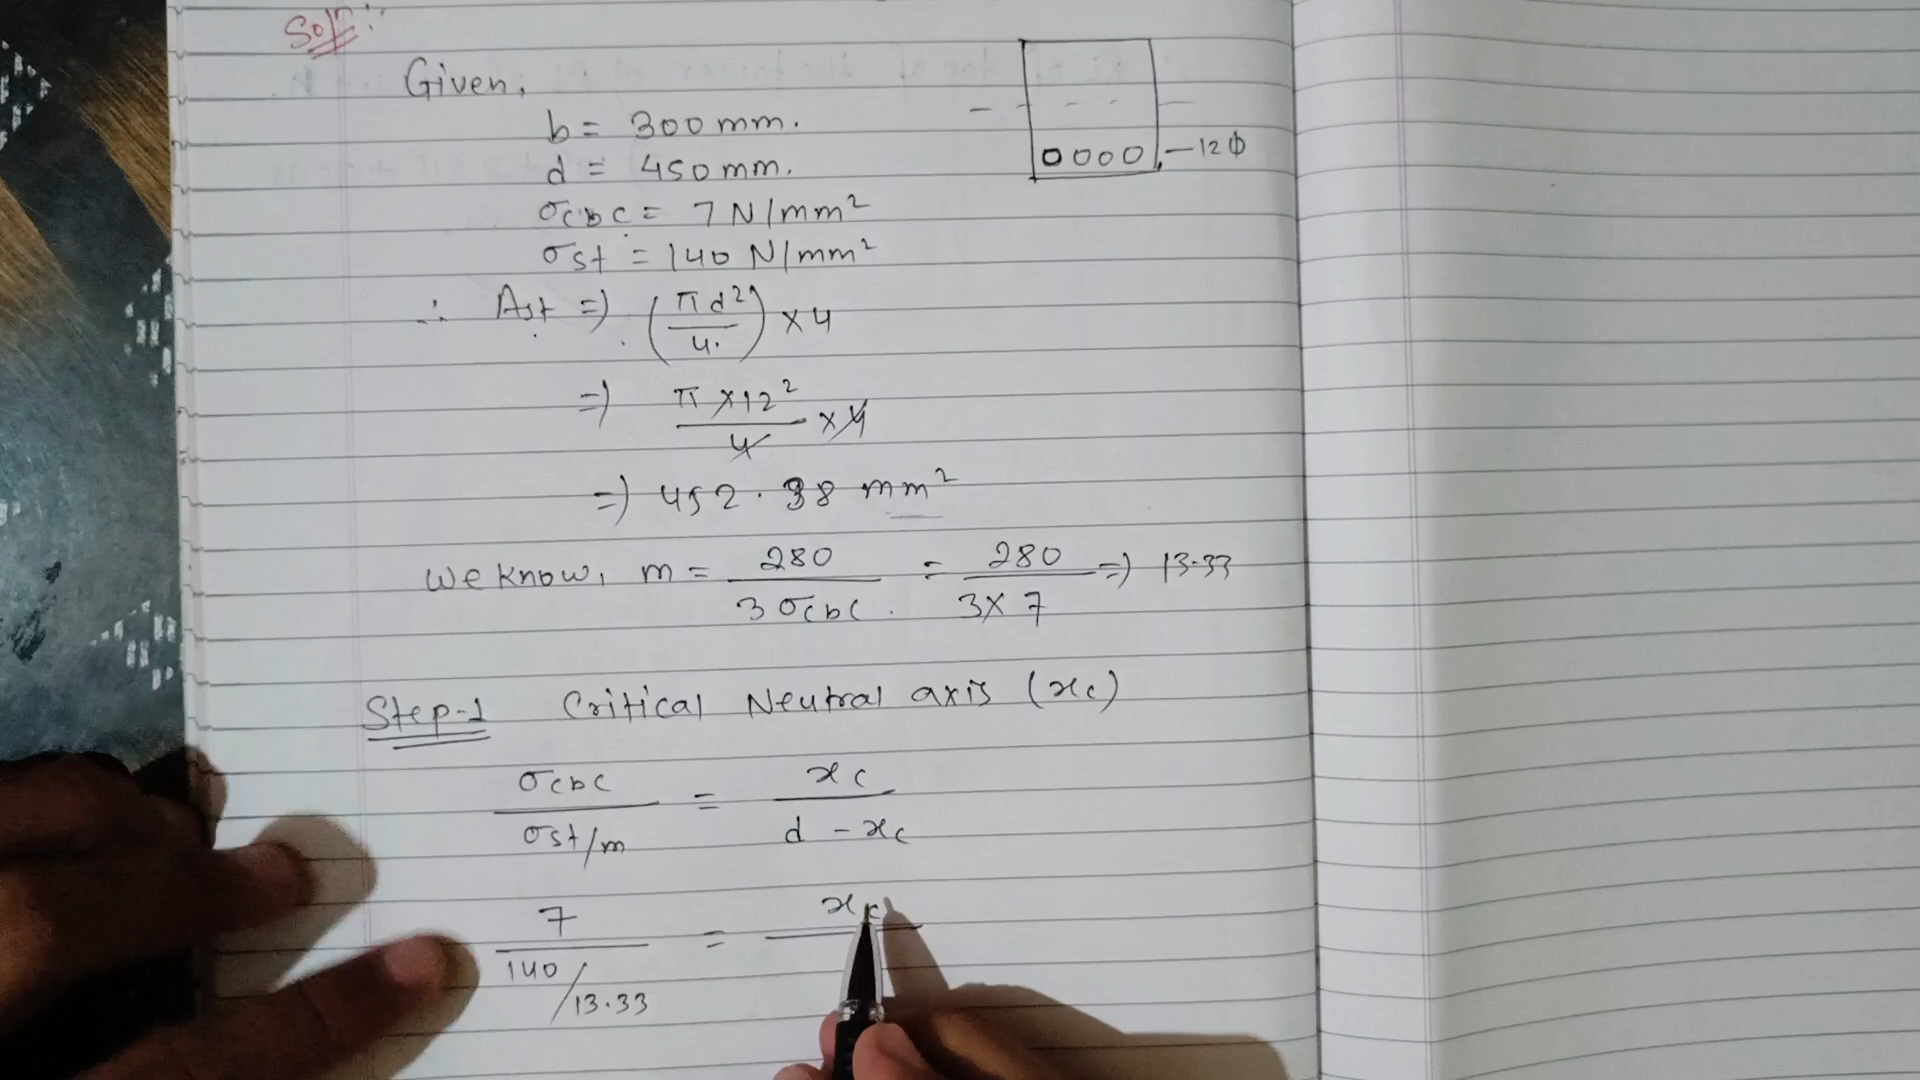 Solⁿ:
Given,
b = 300 mm.
d = 450 mm.
σcbc = 7 N/mm²
σst = 140 N/mm²
0000 - 12 ϕ
∴ Ast => (πd²/4) × 4
=> π × 12²/4 × 4
=> 452.38 mm²
We know, m = 280/3σcbc = 280/3×7 => 13.33
Step-1 Critical Neutral axis (xc)
σcbc/σst/m = xc/d - xc
7/140/13.33 = xc